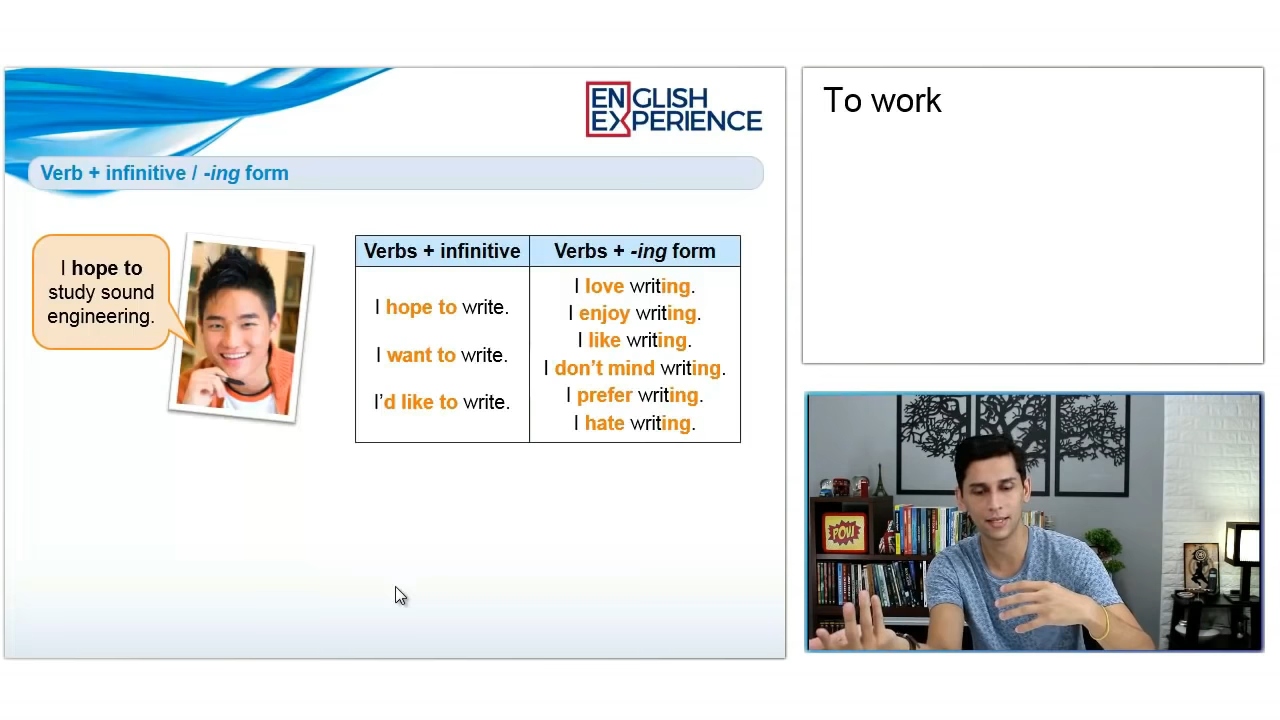 ENGLISH
EXPERIENCE
Verb + infinitive / -ing form
I hope to
study sound
engineering.
Verbs + infinitive
I hope to write.
I want to write.
I'd like to write.
Verbs + -ing form
I love writing.
I enjoy writing.
I like writing.
I don't mind writing.
I prefer writing.
I hate writing.
To work
POW!